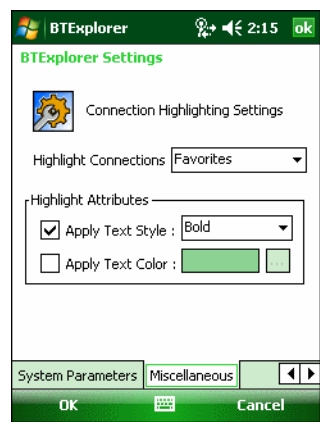 BTExplorer 2:15 ok
BTExplorer Settings
Connection Highlighting Settings
Highlight Connections Favorites
Highlight Attributes
Apply Text Style : Bold
Apply Text Color : ...
System Parameters Miscellaneous
OK Cancel